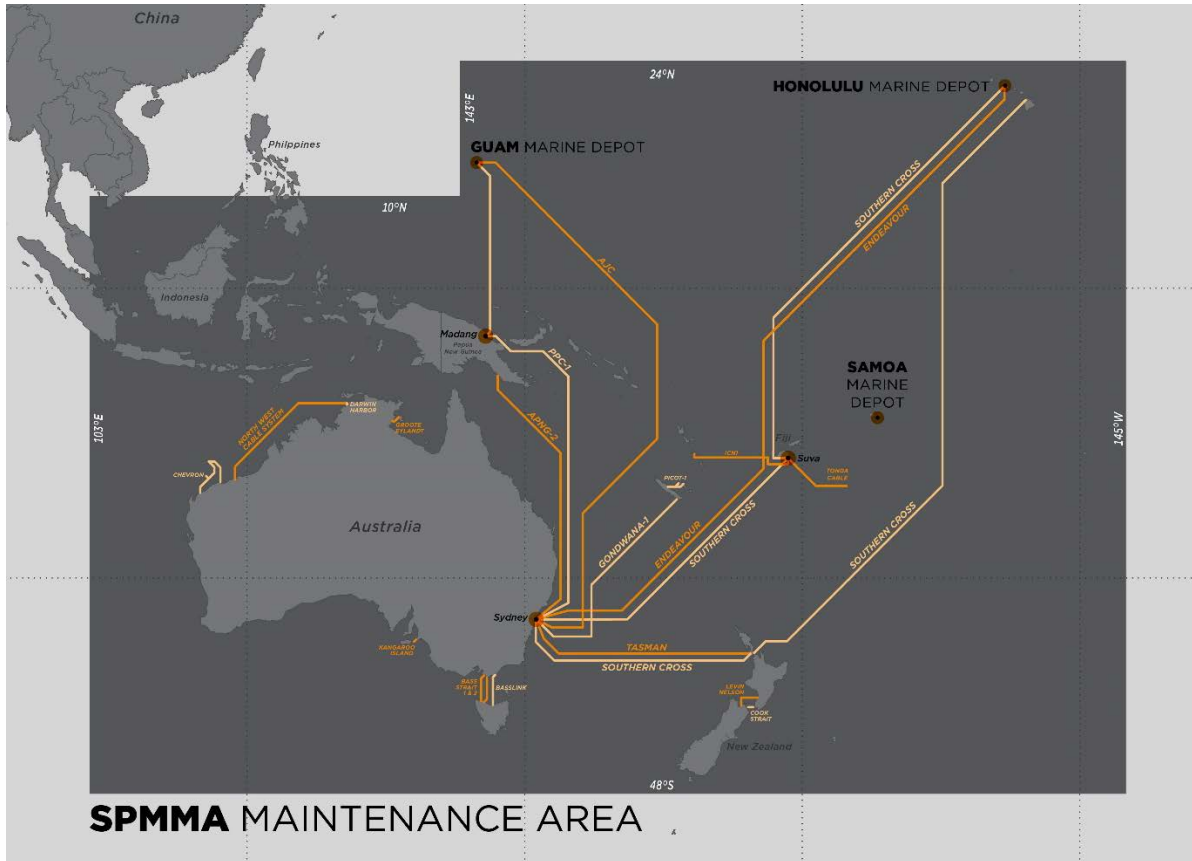 China
24°N
HONOLULU MARINE DEPOT
143°E
GUAM MARINE DEPOT
Philppines
10°N
SOUTHERN CROSS
ENDEAVOUR
AJC
Indonesia
Madang
Papua
New Guinea
PPC-1
SAMOA
MARINE
DEPOT
103°E
145°W
NORTH WEST
CABLE SYSTEM
DARWIN
HARBOR
GROOTE
EYLANDT
APNG-2
Fiji
Suva
ICN1
TONGA
CABLE
CHEVRON
PICOT-1
Australia
GONDWANA-1
ENDEAVOUR
SOUTHERN CROSS
SOUTHERN CROSS
Sydney
KANGAROO
ISLAND
TASMAN
SOUTHERN CROSS
BASS
STRAIT
1 & 2
BASSLINK
LEVIN
NELSON
COOK
STRAIT
New Zealand
48°S
SPMMA MAINTENANCE AREA